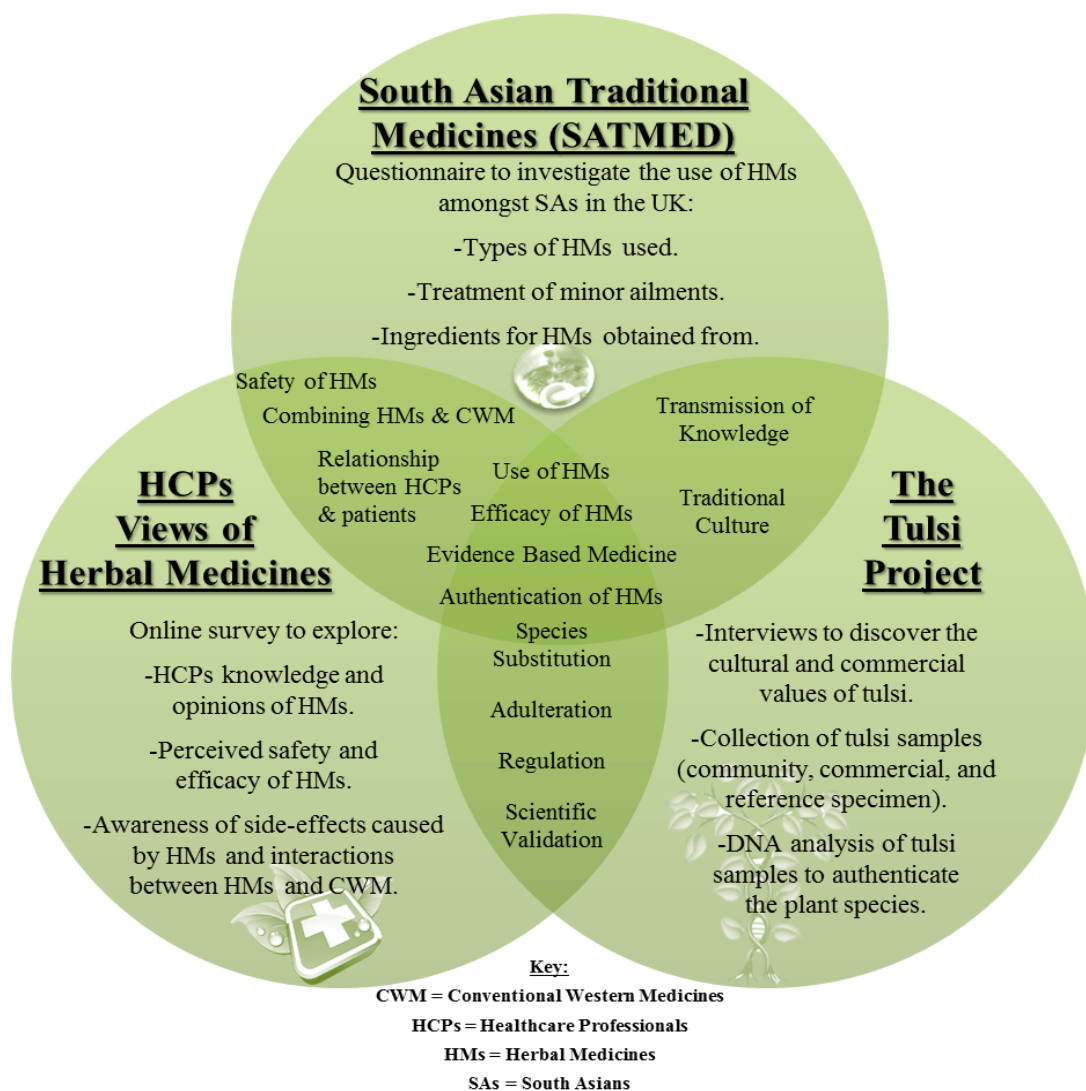 South Asian Traditional
Medicines (SATMED)
Questionnaire to investigate the use of HMs
amongst SAs in the UK:
-Types of HMs used.
-Treatment of minor ailments.
-Ingredients for HMs obtained from.
Safety of HMs
Combining HMs & CWM
Relationship
between HCPs
& patients
Transmission of
Knowledge
Traditional
Culture
Use of HMs
Efficacy of HMs
Evidence Based Medicine
Authentication of HMs
HCPs
Views of
Herbal Medicines
Online survey to explore:
-HCPs knowledge and
opinions of HMs.
-Perceived safety and
efficacy of HMs.
-Awareness of side-effects caused
by HMs and interactions
between HMs and CWM.
Species
Substitution
Adulteration
Regulation
Scientific
Validation
The
Tulsi
Project
-Interviews to discover the
cultural and commercial
values of tulsi.
-Collection of tulsi samples
(community, commercial, and
reference specimen).
-DNA analysis of tulsi
samples to authenticate
the plant species.
Key:
CWM = Conventional Western Medicines
HCPs = Healthcare Professionals
HMs = Herbal Medicines
SAs = South Asians